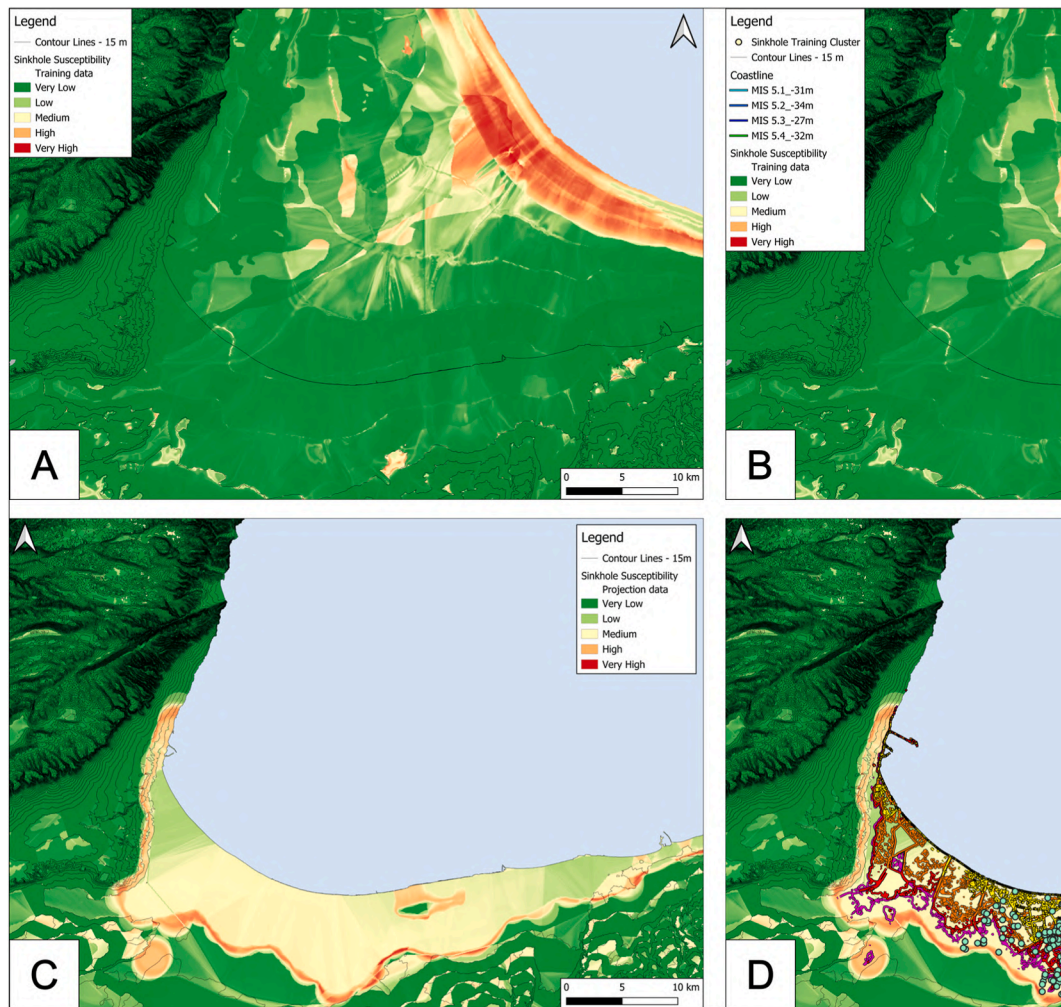 Legend
Contour Lines - 15 m
Sinkhole Susceptibility
Training data
Very Low
Low
Medium
High
Very High
A
0 5 10 km
Legend
Sinkhole Training Cluster
Contour Lines - 15 m
Coastline
MIS 5.1_-31m
MIS 5.2_-34m
MIS 5.3_-27m
MIS 5.4_-32m
Sinkhole Susceptibility
Training data
Very Low
Low
Medium
High
Very High
B
Legend
Contour Lines - 15m
Sinkhole Susceptibility
Projection data
Very Low
Low
Medium
High
Very High
C
0 5 10 km
D